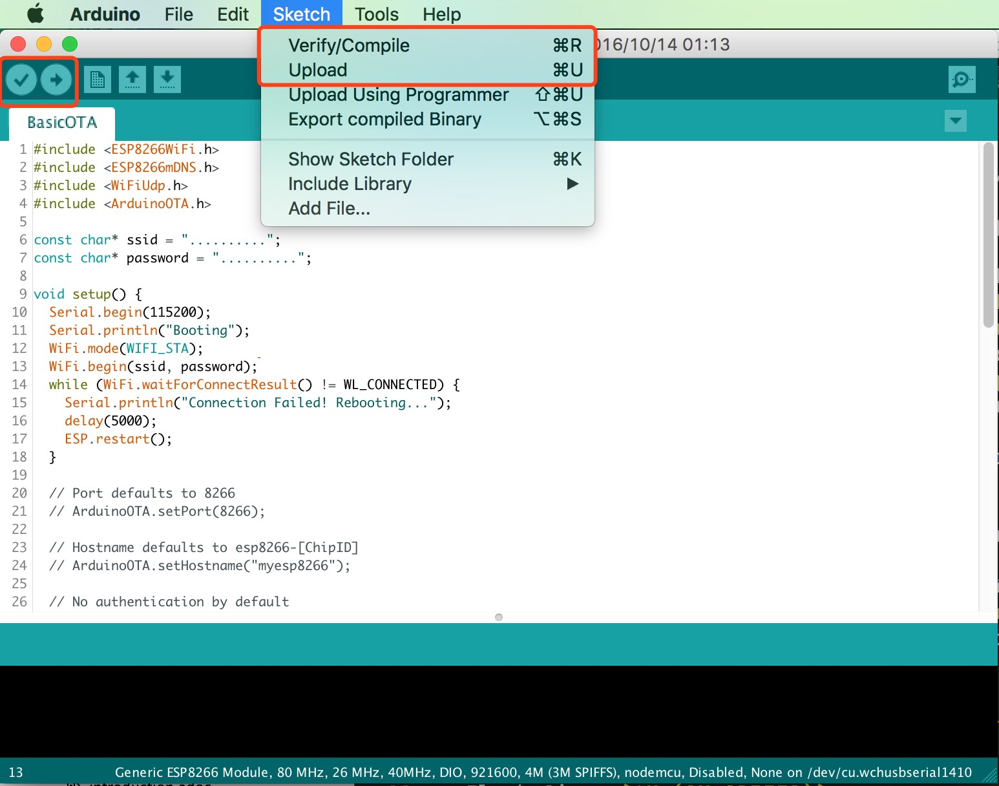 Arduino File Edit Sketch Tools Help
016/10/14 01:13
Verify/Compile ⌘R
Upload ⌘U
Upload Using Programmer ⇧⌘U
Export compiled Binary ⌥⌘S
Show Sketch Folder ⌘K
Include Library ▶
Add File...
BasicOTA
1 #include <ESP8266WiFi.h>
2 #include <ESP8266mDNS.h>
3 #include <WiFiUdp.h>
4 #include <ArduinoOTA.h>
5
6 const char* ssid = "..........";
7 const char* password = "..........";
8
9 void setup() {
10 Serial.begin(115200);
11 Serial.println("Booting");
12 WiFi.mode(WIFI_STA);
13 WiFi.begin(ssid, password);
14 while (WiFi.waitForConnectResult() != WL_CONNECTED) {
15 Serial.println("Connection Failed! Rebooting...");
16 delay(5000);
17 ESP.restart();
18 }
19
20 // Port defaults to 8266
21 // ArduinoOTA.setPort(8266);
22
23 // Hostname defaults to esp8266-[ChipID]
24 // ArduinoOTA.setHostname("myesp8266");
25
26 // No authentication by default
13 Generic ESP8266 Module, 80 MHz, 26 MHz, 40MHz, DIO, 921600, 4M (3M SPIFFS), nodemcu, Disabled, None on /dev/cu.wchusbserial1410